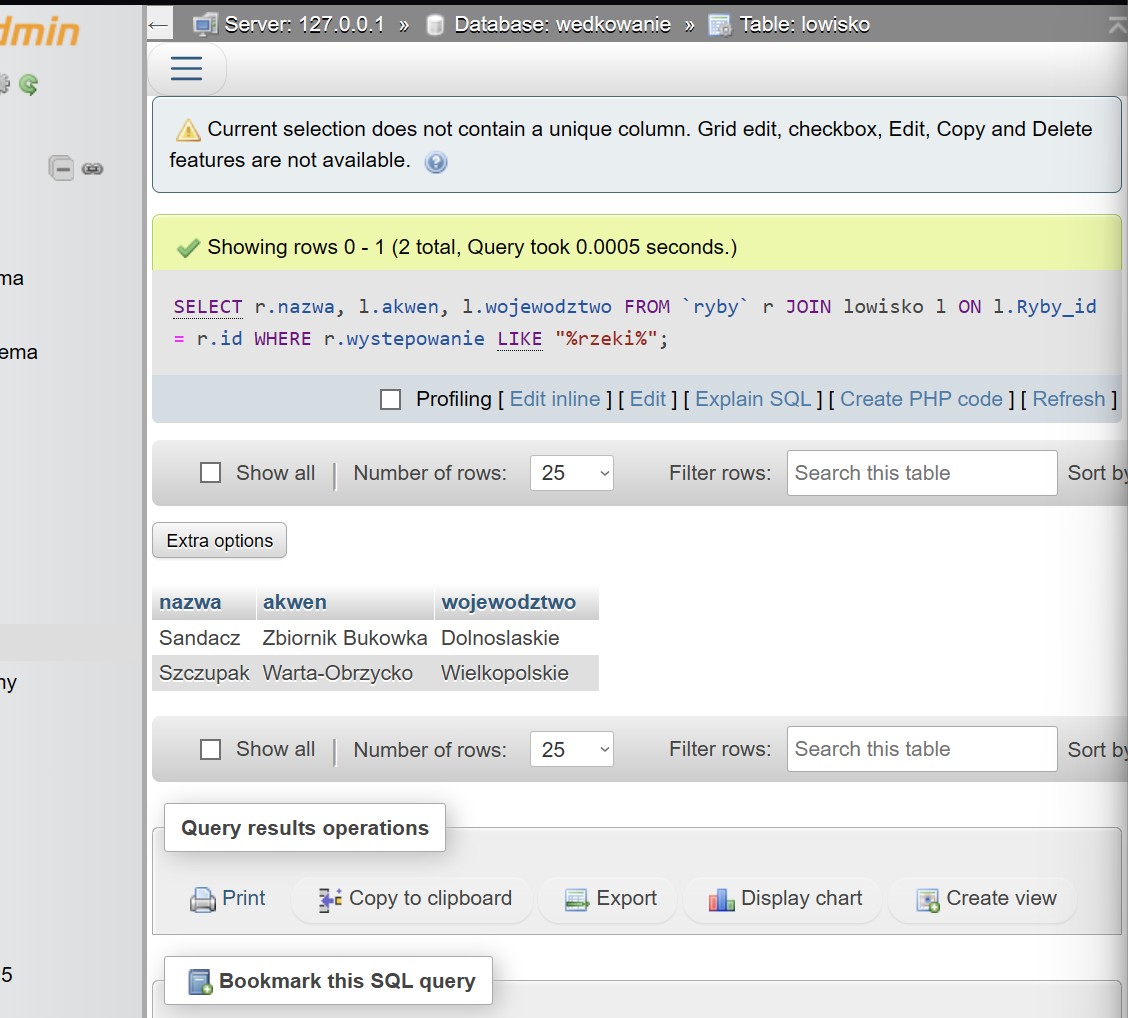 dmin
← Server: 127.0.0.1 » Database: wedkowanie » Table: lowisko
Current selection does not contain a unique column. Grid edit, checkbox, Edit, Copy and Delete
features are not available.
Showing rows 0 - 1 (2 total, Query took 0.0005 seconds.)
ma
SELECT r.nazwa, l.akwen, l.wojewodztwo FROM `ryby` r JOIN lowisko l ON l.Ryby_id
= r.id WHERE r.wystepowanie LIKE "%rzeki%";
ema
Profiling [ Edit inline ] [ Edit ] [ Explain SQL ] [ Create PHP code ] [ Refresh ]
Show all | Number of rows: 25 Filter rows: Search this table Sort by
Extra options
nazwa akwen wojewodztwo
Sandacz Zbiornik Bukowka Dolnoslaskie
Szczupak Warta-Obrzycko Wielkopolskie
ny
Show all | Number of rows: 25 Filter rows: Search this table Sort by
Query results operations
Print Copy to clipboard Export Display chart Create view
5
Bookmark this SQL query